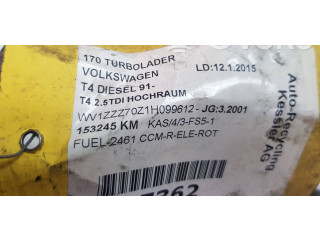 170 TURBOLADER
VOLKSWAGEN
LD:12.1.2015
T4 DIESEL 91-
T4 2.5TDI HOCHRAUM
WV1ZZZ70Z1H099612 - JG:3.2001
153245 KM KAS/4/3-FS5-1
FUEL-2461 CCM-R-ELE-ROT
Auto-Recycling
Kessler AG
7362